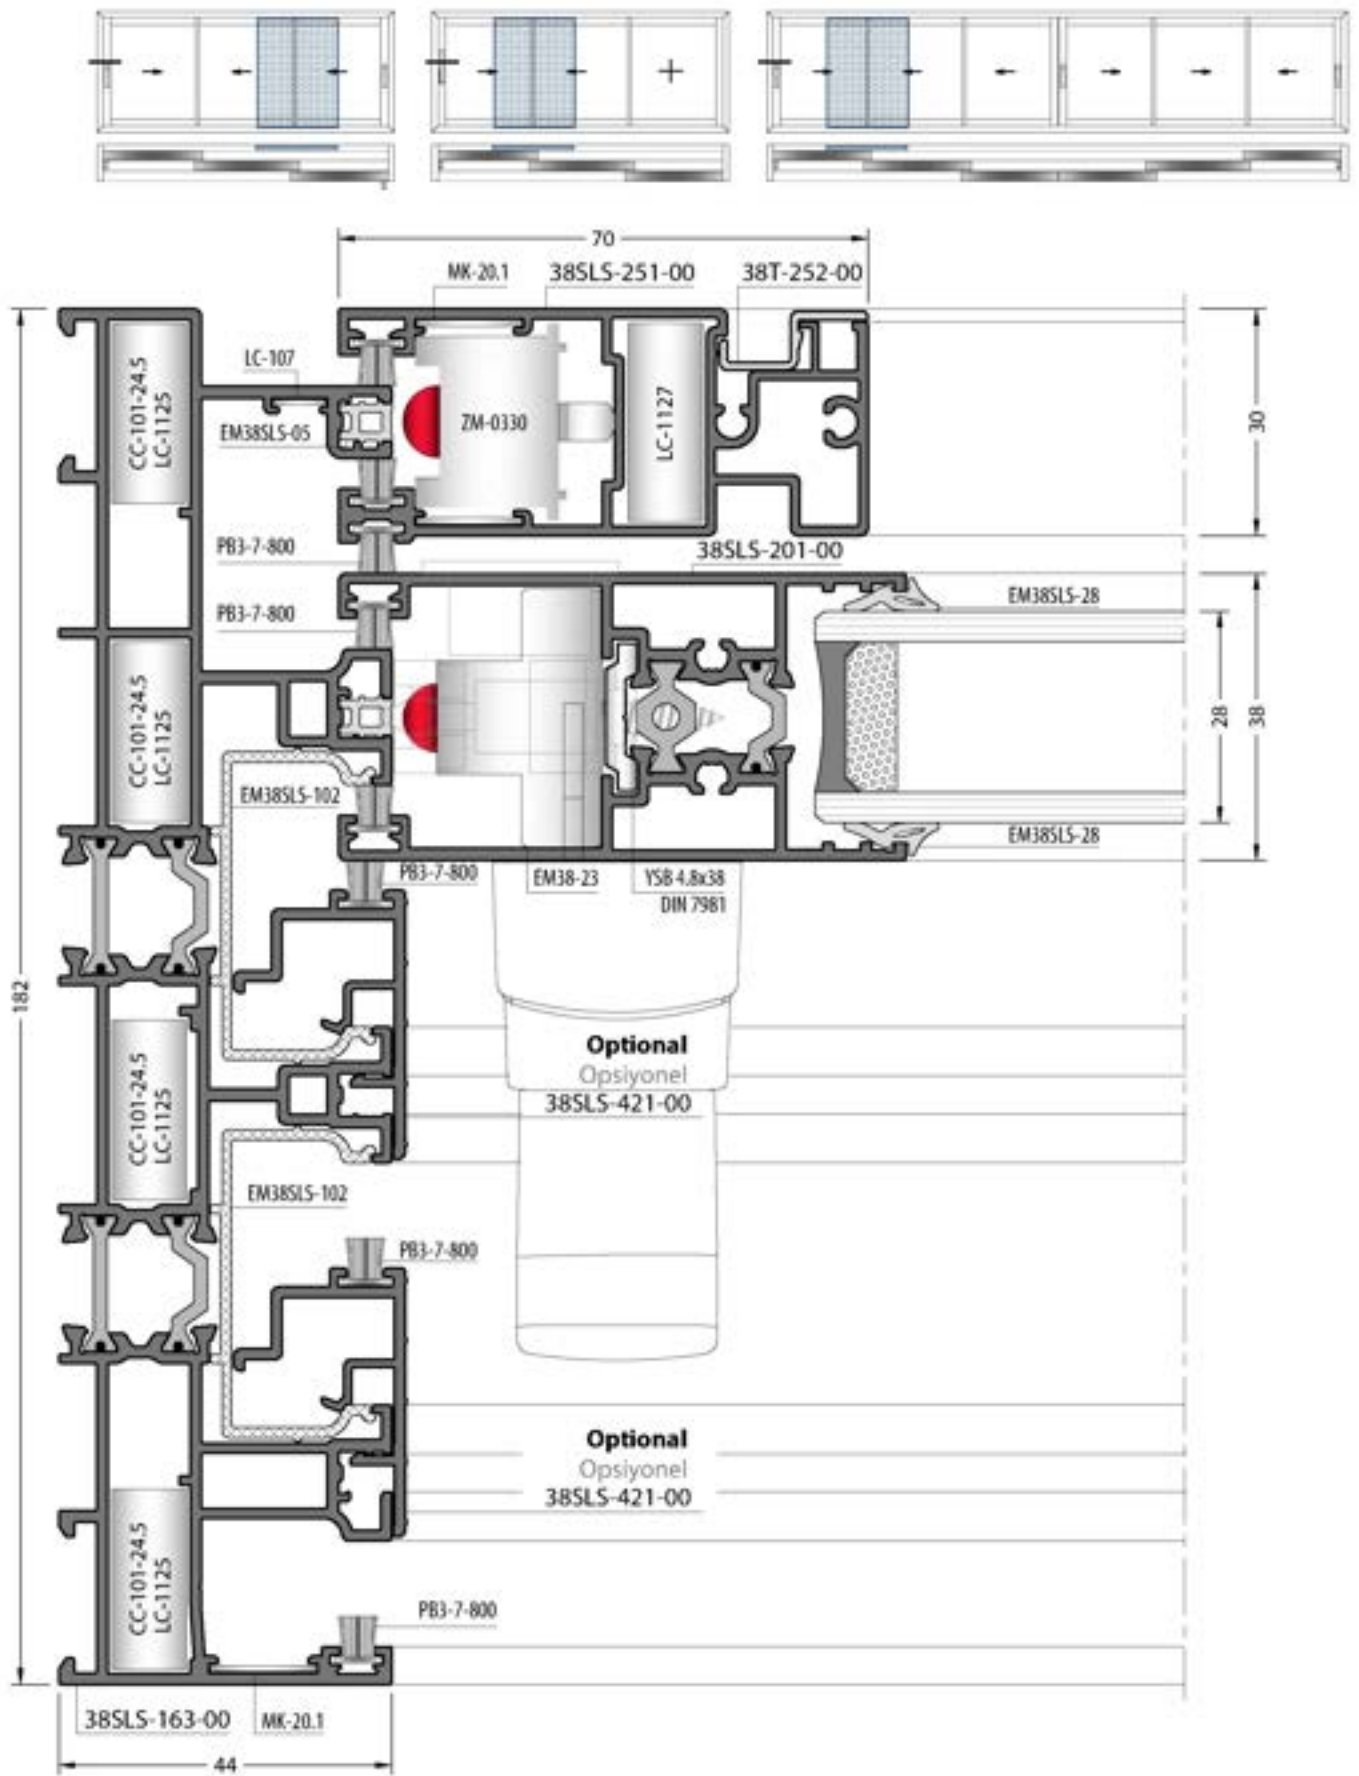 70
MK-20.1
38SLS-251-00
38T-252-00
CC-101-24.5
LC-1125
LC-107
EM38SLS-05
ZM-0330
LC-1127
30
PB3-7-800
38SLS-201-00
PB3-7-800
EM38SLS-28
CC-101-24.5
LC-1125
28
38
EM38SLS-102
EM38SLS-28
PB3-7-800
EM38-23
YSB 4.8x38
DIN 7981
182
CC-101-24.5
LC-1125
Optional
Opsiyonel
38SLS-421-00
EM38SLS-102
PB3-7-800
Optional
Opsiyonel
38SLS-421-00
CC-101-24.5
LC-1125
PB3-7-800
38SLS-163-00
MK-20.1
44